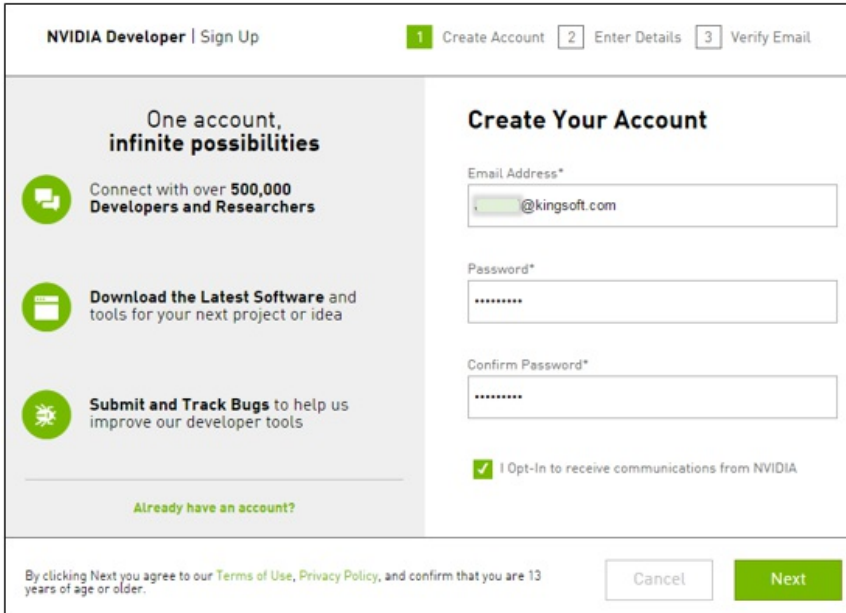 NVIDIA Developer | Sign Up
1 Create Account 2 Enter Details 3 Verify Email
One account,
infinite possibilities
Connect with over 500,000
Developers and Researchers
Download the Latest Software and
tools for your next project or idea
Submit and Track Bugs to help us
improve our developer tools
Already have an account?
Create Your Account
Email Address*
@kingsoft.com
Password*
•••••••••
Confirm Password*
•••••••••
I Opt-In to receive communications from NVIDIA
By clicking Next you agree to our Terms of Use, Privacy Policy, and confirm that you are 13
years of age or older.
Cancel
Next